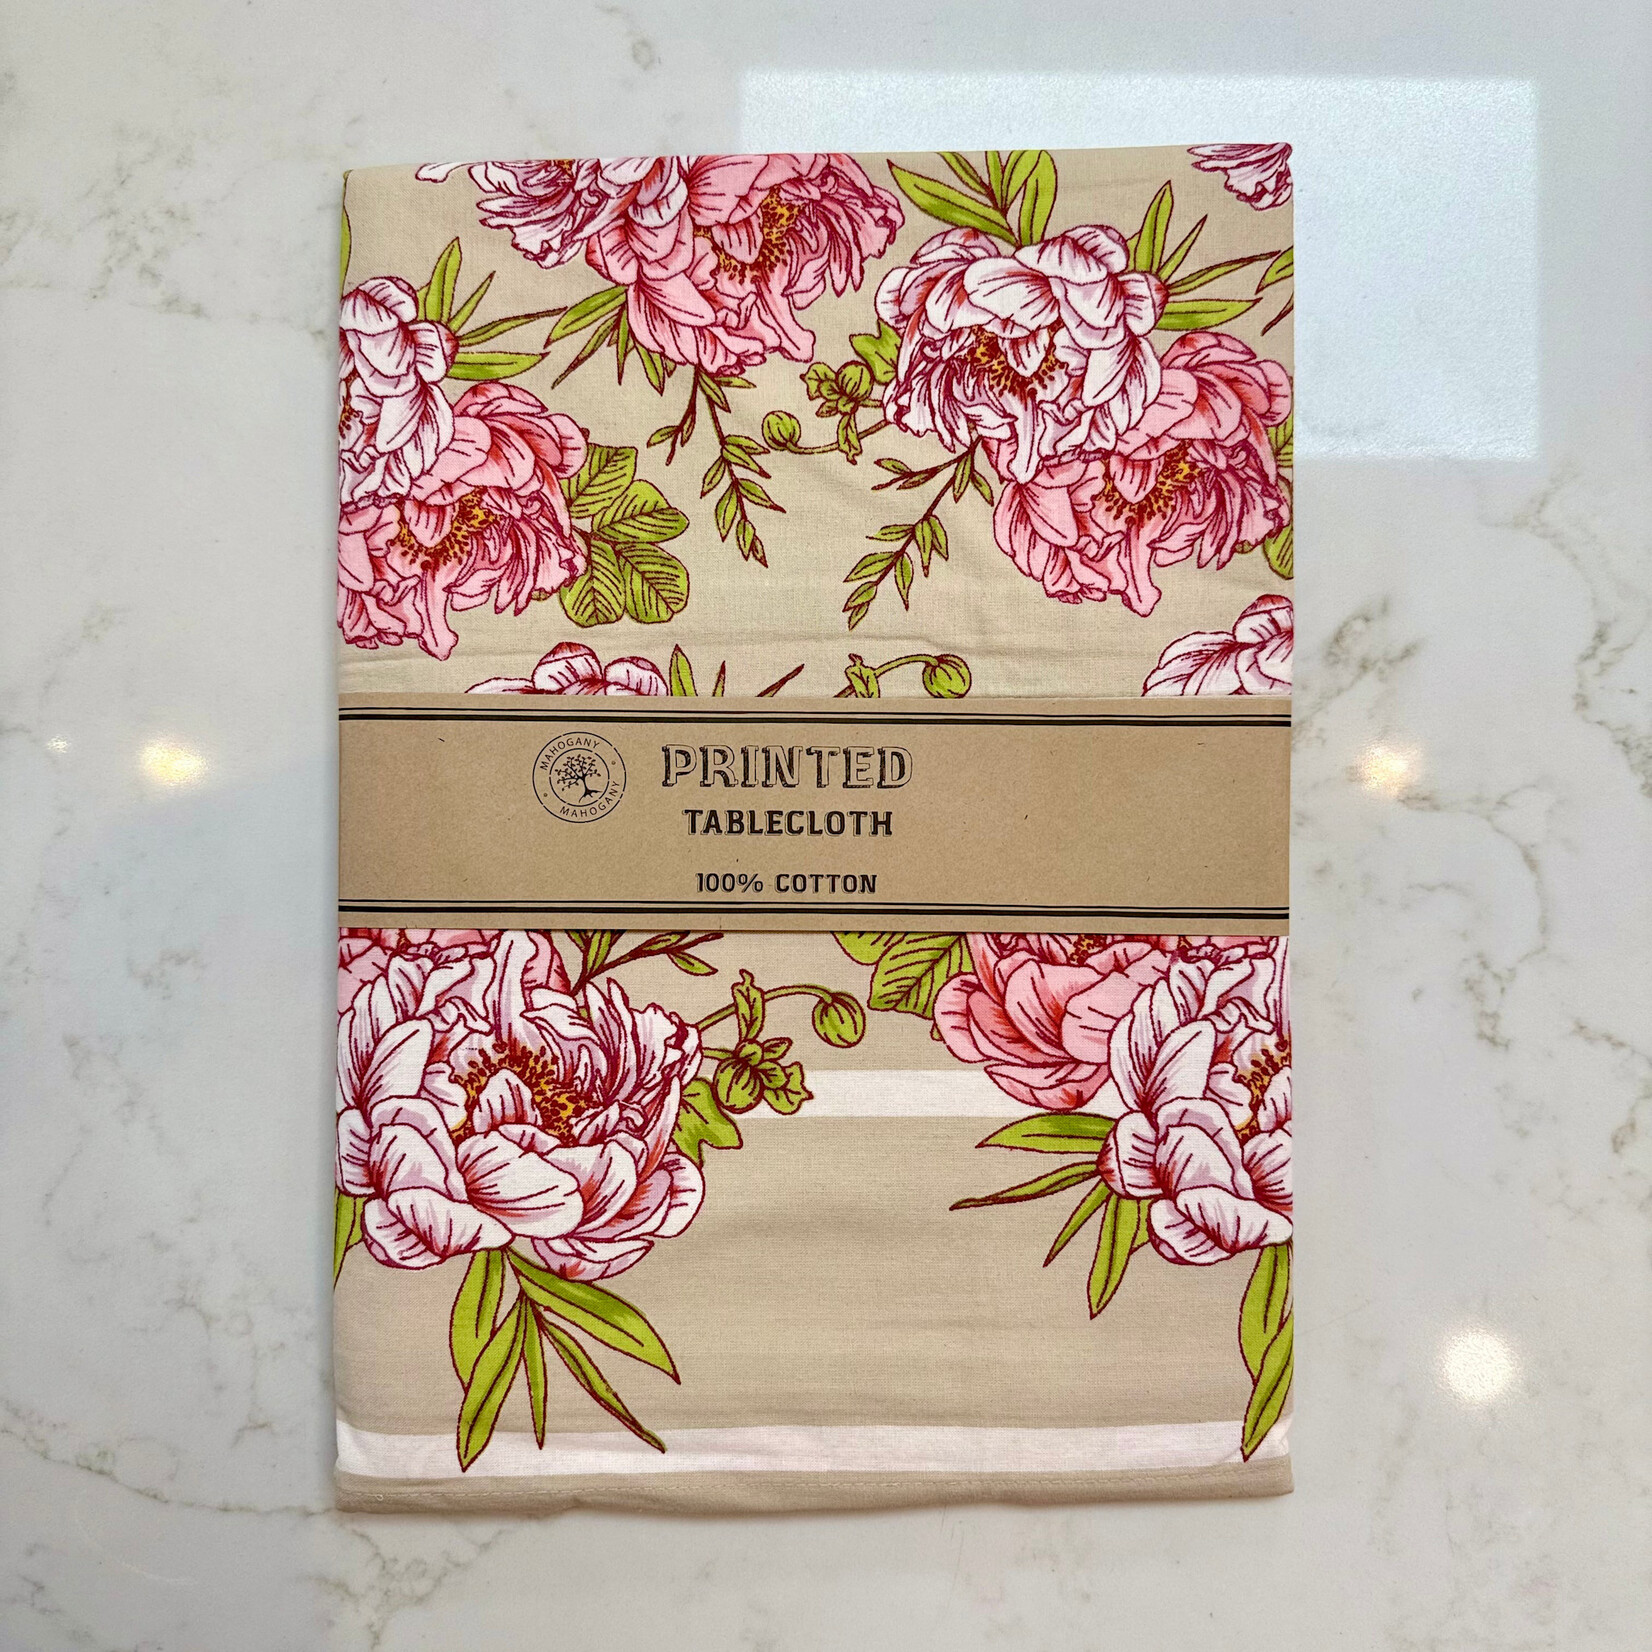 MAHOGANY
MAHOGANY
PRINTED
TABLECLOTH
100% COTTON